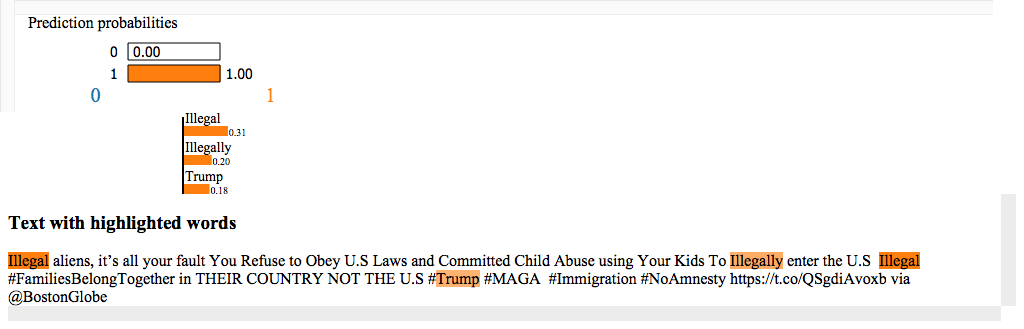 Prediction probabilities
0 0.00
1 1.00
0 1
Illegal
0.31
Illegally
0.20
Trump
0.18
Text with highlighted words
Illegal aliens, it’s all your fault You Refuse to Obey U.S Laws and Committed Child Abuse using Your Kids To Illegally enter the U.S Illegal
#FamiliesBelongTogether in THEIR COUNTRY NOT THE U.S #Trump #MAGA #Immigration #NoAmnesty https://t.co/QSgdiAvoxb via
@BostonGlobe